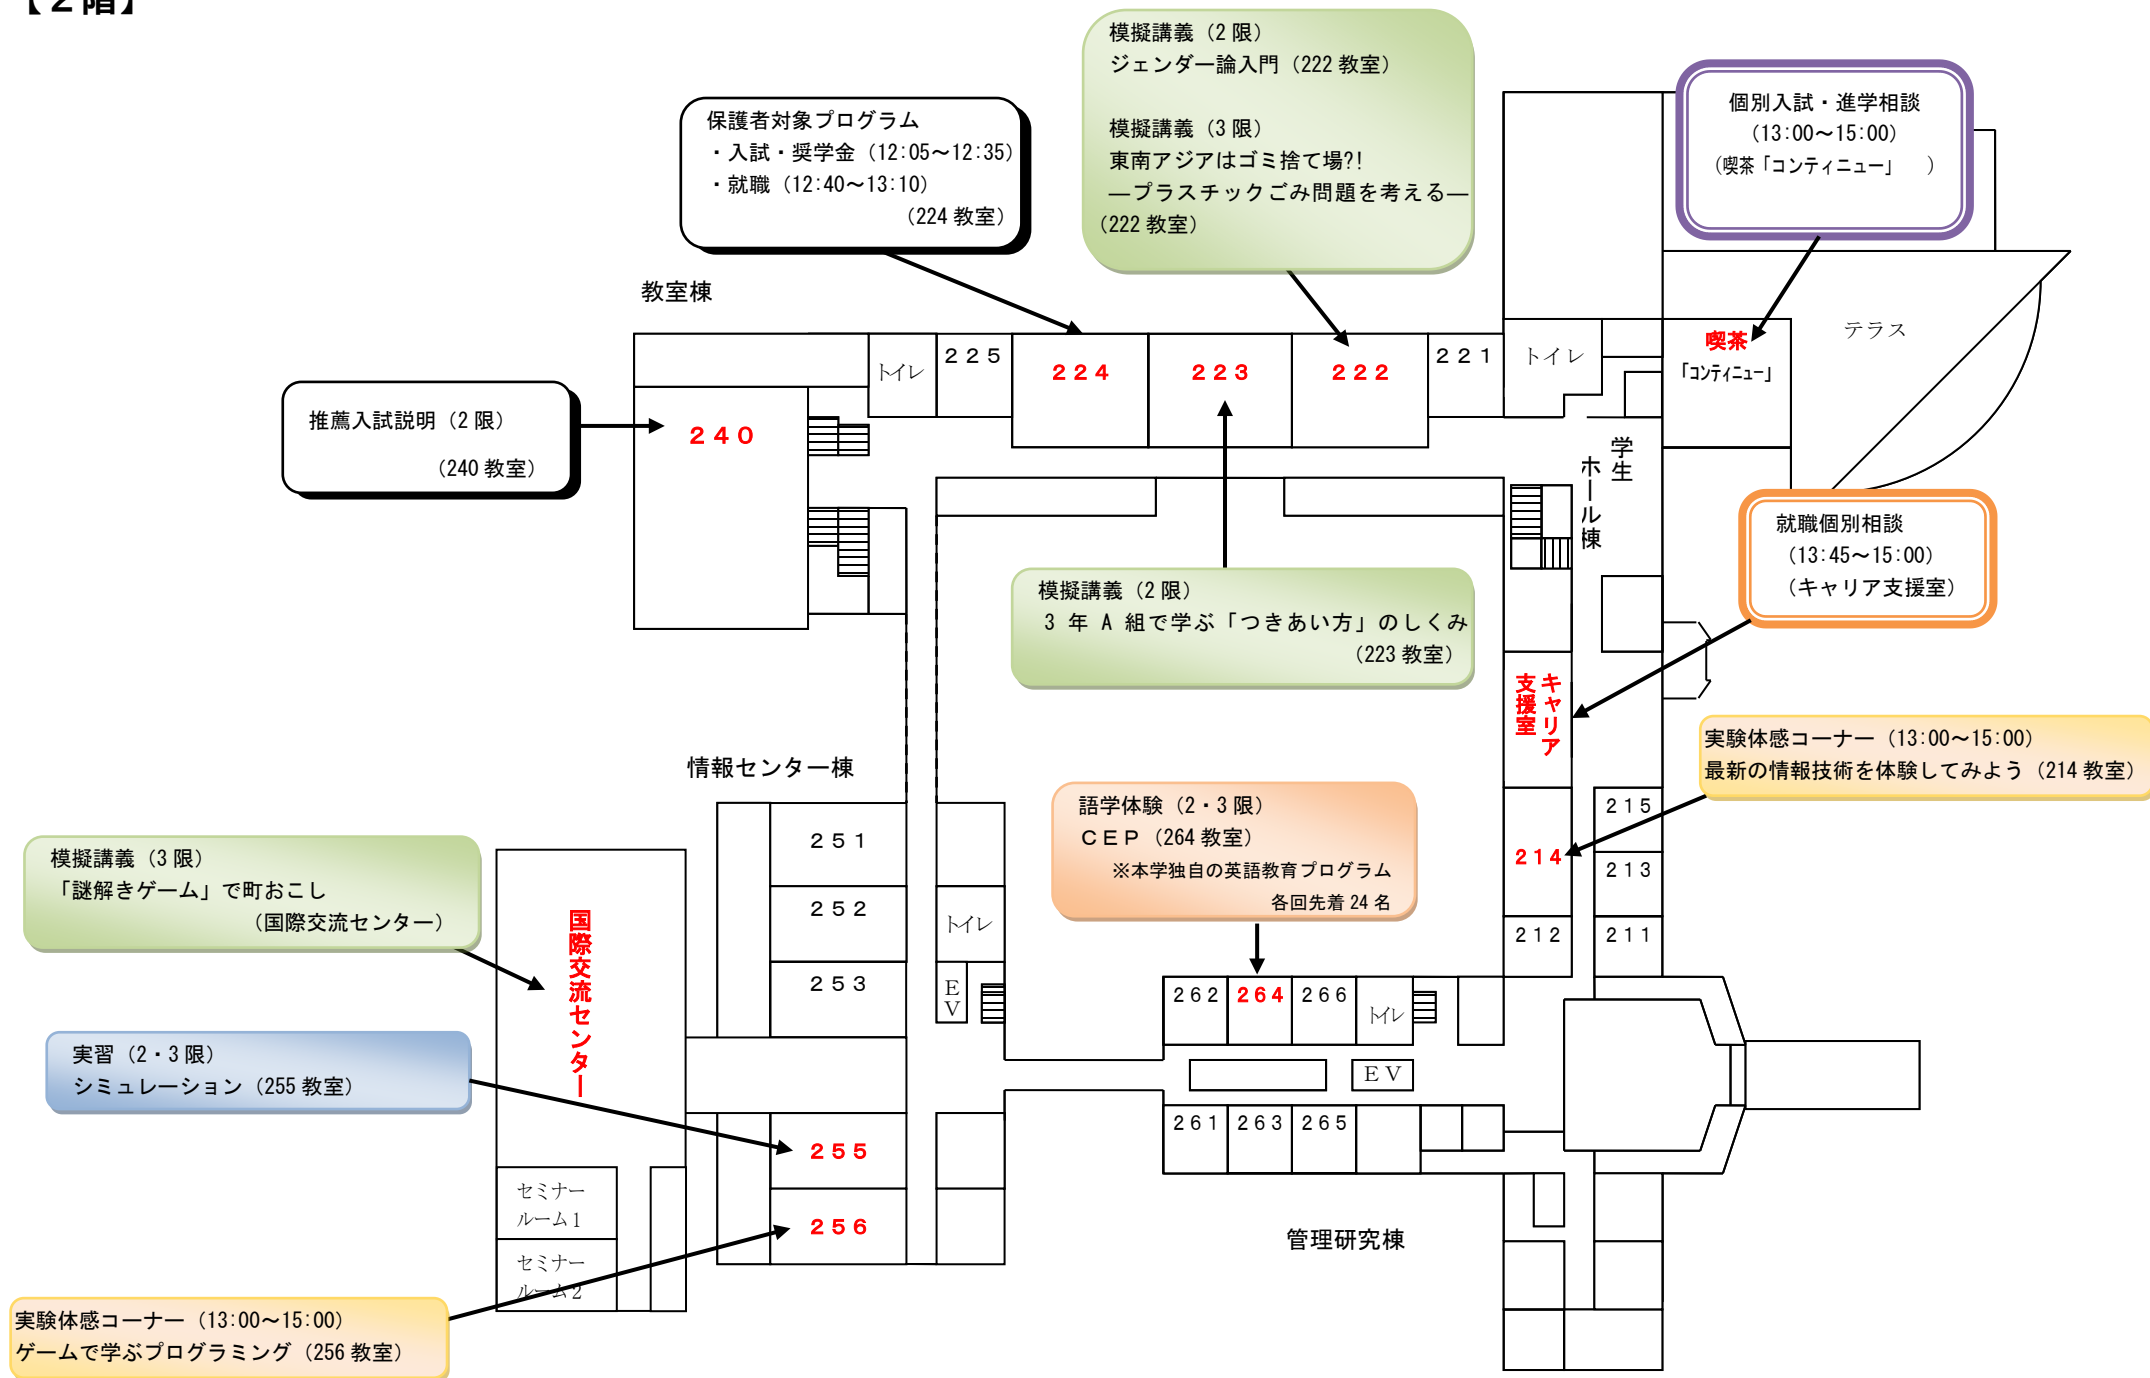 【２階】
模擬講義（2 限）
ジェンダー論入門（222 教室）
模擬講義（3 限）
東南アジアはゴミ捨て場?!
―プラスチックごみ問題を考える―
（222 教室）
個別入試・進学相談
（13:00～15:00）
（喫茶「コンティニュー」　）
保護者対象プログラム
・入試・奨学金（12:05～12:35）
・就職（12:40～13:10）
（224 教室）
教室棟
トイレ
２２５
２２４
２２３
２２２
２２１
トイレ
喫茶
「コンティニュー」
テラス
推薦入試説明（2 限）
（240 教室）
２４０
学生
ホール棟
就職個別相談
（13:45～15:00）
（キャリア支援室）
模擬講義（2 限）
3 年 A 組で学ぶ「つきあい方」のしくみ
（223 教室）
キャリア
支援室
実験体感コーナー（13:00～15:00）
最新の情報技術を体験してみよう（214 教室）
情報センター棟
語学体験（2・3 限）
ＣＥＰ（264 教室）
※本学独自の英語教育プログラム
各回先着 24 名
２１５
２１４
２１３
２１２
２１１
模擬講義（3 限）
「謎解きゲーム」で町おこし
（国際交流センター）
国際交流センター
２５１
２５２
トイレ
２５３
ＥＶ
２６２
２６４
２６６
トイレ
ＥＶ
実習（2・3 限）
シミュレーション（255 教室）
２６１
２６３
２６５
２５５
２５６
セミナー
ルーム１
セミナー
ルーム２
管理研究棟
実験体感コーナー（13:00～15:00）
ゲームで学ぶプログラミング（256 教室）